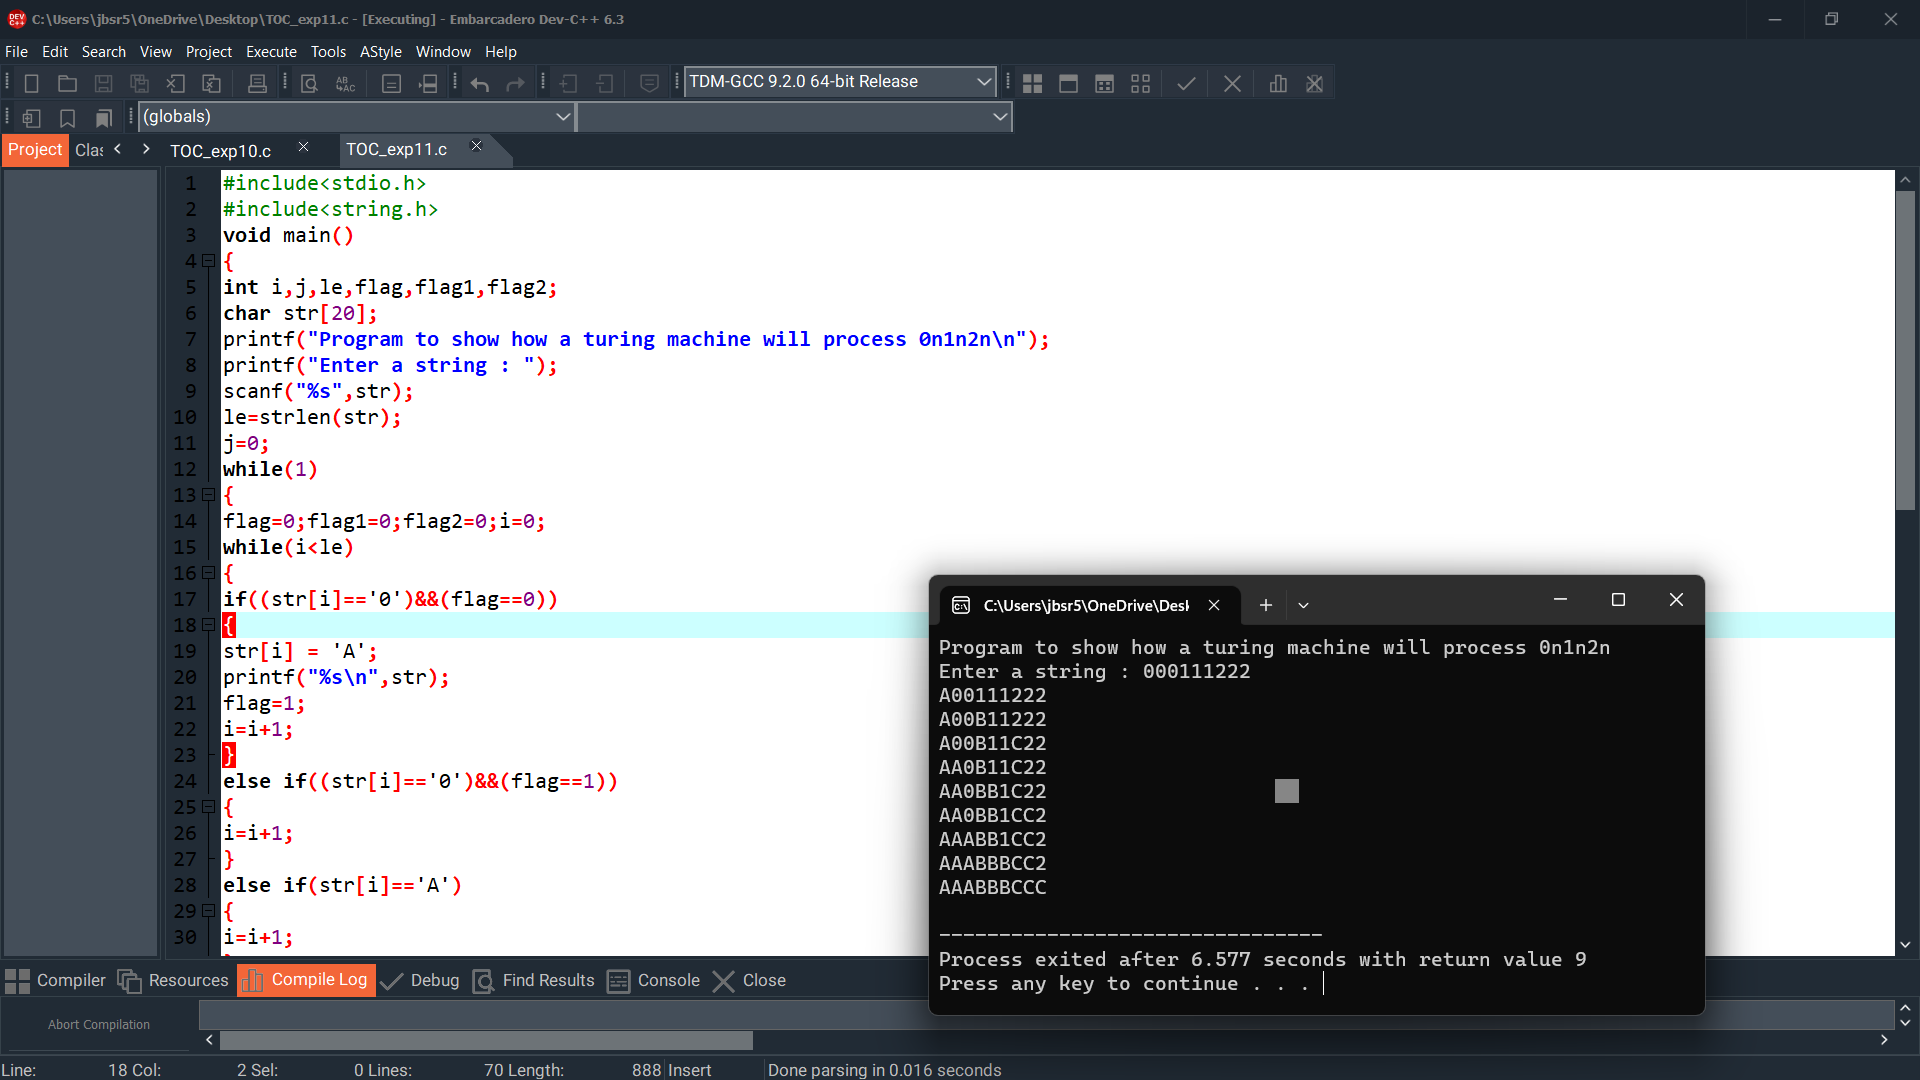 C:\Users\jbsr5\OneDrive\Desktop\TOC_exp11.c - [Executing] - Embarcadero Dev-C++ 6.3
File Edit Search View Project Execute Tools AStyle Window Help
TDM-GCC 9.2.0 64-bit Release
(globals)
Project Clas TOC_exp10.c TOC_exp11.c
1 #include<stdio.h>
2 #include<string.h>
3 void main()
4 {
5 int i,j,le,flag,flag1,flag2;
6 char str[20];
7 printf("Program to show how a turing machine will process 0n1n2n\n");
8 printf("Enter a string : ");
9 scanf("%s",str);
10 le=strlen(str);
11 j=0;
12 while(1)
13 {
14 flag=0;flag1=0;flag2=0;i=0;
15 while(i<le)
16 {
17 if((str[i]=='0')&&(flag==0))
18 {
19 str[i] = 'A';
20 printf("%s\n",str);
21 flag=1;
22 i=i+1;
23 }
24 else if((str[i]=='0')&&(flag==1))
25 {
26 i=i+1;
27 }
28 else if(str[i]=='A')
29 {
30 i=i+1;
C:\Users\jbsr5\OneDrive\Desl
Program to show how a turing machine will process 0n1n2n
Enter a string : 000111222
A00111222
A00B11222
A00B11C22
AA0B11C22
AA0BB1C22
AA0BB1CC2
AAABB1CC2
AAABBBCC2
AAABBBCCC
--------------------------------
Process exited after 6.577 seconds with return value 9
Press any key to continue . . .
Compiler Resources Compile Log Debug Find Results Console Close
Abort Compilation
Line: 18 Col: 2 Sel: 0 Lines: 70 Length: 888 Insert Done parsing in 0.016 seconds